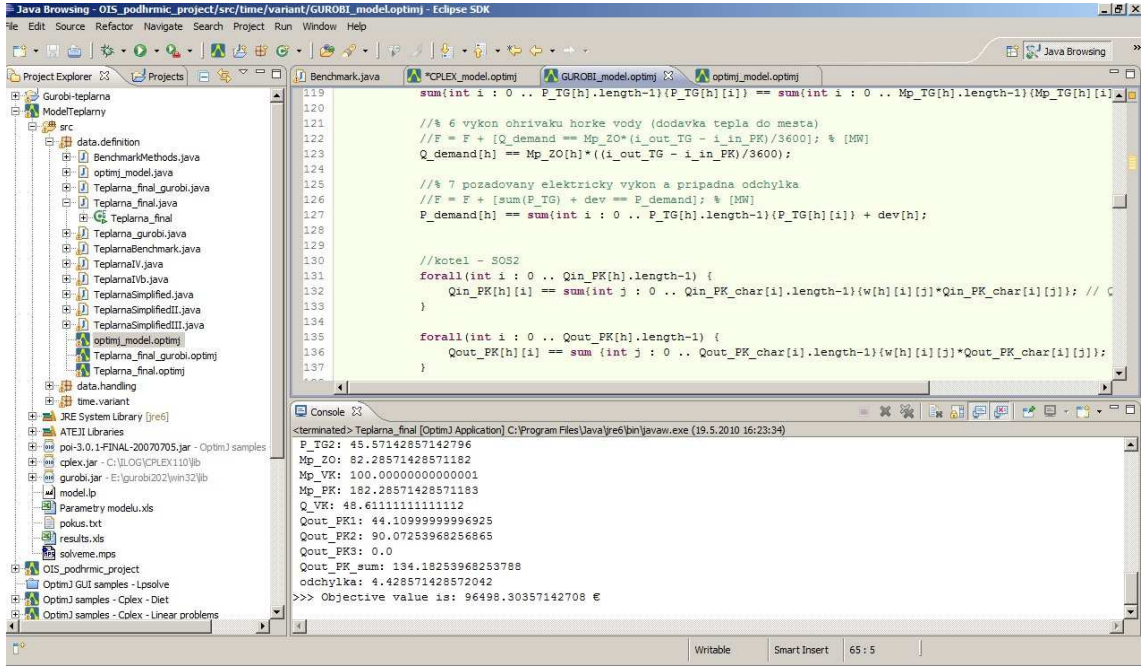 Java Browsing - OIS_podhrmic_project/src/time/variant/GUROBI_model.optimj - Eclipse SDK
File Edit Source Refactor Navigate Search Project Run Window Help
Java Browsing
Project Explorer Projects
Gurobi-teplarna
ModelTeplarny
src
data.definition
BenchmarkMethods.java
optimj_model.java
Teplarna_final_gurobi.java
Teplarna_final.java
Teplarna_final
Teplarna_gurobi.java
TeplarnaBenchmark.java
TeplarnaIV.java
TeplarnaIVb.java
TeplarnaSimplified.java
TeplarnaSimplifiedII.java
TeplarnaSimplifiedIII.java
optimj_model.optimj
Teplarna_final_gurobi.optimj
Teplarna_final.optimj
data.handling
time.variant
JRE System Library [jre6]
ATEJI Libraries
poi-3.0.1-FINAL-20070705.jar - OptimJ samples
cplex.jar - C:\ILOG\CPLEX110\lib
gurobi.jar - E:\gurobi202\win32\lib
model.lp
Parametry modelu.xls
pokus.txt
results.xls
solveme.mps
OIS_podhrmic_project
OptimJ GUI samples - Lpsolve
OptimJ samples - Cplex - Diet
OptimJ samples - Cplex - Linear problems
Benchmark.java *CPLEX_model.optimj GUROBI_model.optimj optimj_model.optimj
119 sum{int i : 0 .. P_TG[h].length-1}{P_TG[h][i]} == sum{int i : 0 .. Mp_TG[h].length-1}{Mp_TG[h][i]
120
121 //% 6 vykon ohrivaku horke vody (dodavka tepla do mesta)
122 //F = F + [Q_demand == Mp_ZO*(i_out_TG - i_in_PK)/3600]; % [MW]
123 Q_demand[h] == Mp_ZO[h]*((i_out_TG - i_in_PK)/3600);
124
125 //% 7 pozadovany elektricky vykon a pripadna odchylka
126 //F = F + [sum(P_TG) + dev == P_demand]; % [MW]
127 P_demand[h] == sum{int i : 0 .. P_TG[h].length-1}{P_TG[h][i]} + dev[h];
128
129
130 //kotel - SOS2
131 forall(int i : 0 .. Qin_PK[h].length-1) {
132 Qin_PK[h][i] == sum{int j : 0 .. Qin_PK_char[i].length-1}{w[h][i][j]*Qin_PK_char[i][j]}; //
133 }
134
135 forall(int i : 0 .. Qout_PK[h].length-1) {
136 Qout_PK[h][i] == sum {int j : 0 .. Qout_PK_char[i].length-1}{w[h][i][j]*Qout_PK_char[i][j]};
137 }
Console
<terminated> Teplarna_final [OptimJ Application] C:\Program Files\Java\jre6\bin\javaw.exe (19.5.2010 16:23:34)
P_TG2: 45.57142857142796
Mp_ZO: 82.28571428571182
Mp_VK: 100.00000000000001
Mp_PK: 182.28571428571183
Q_VK: 48.61111111111112
Qout_PK1: 44.10999999996925
Qout_PK2: 90.07253968256865
Qout_PK3: 0.0
Qout_PK_sum: 134.18253968253788
odchylka: 4.428571428572042
>>> Objective value is: 96498.30357142708 €
Writable Smart Insert 65 : 5